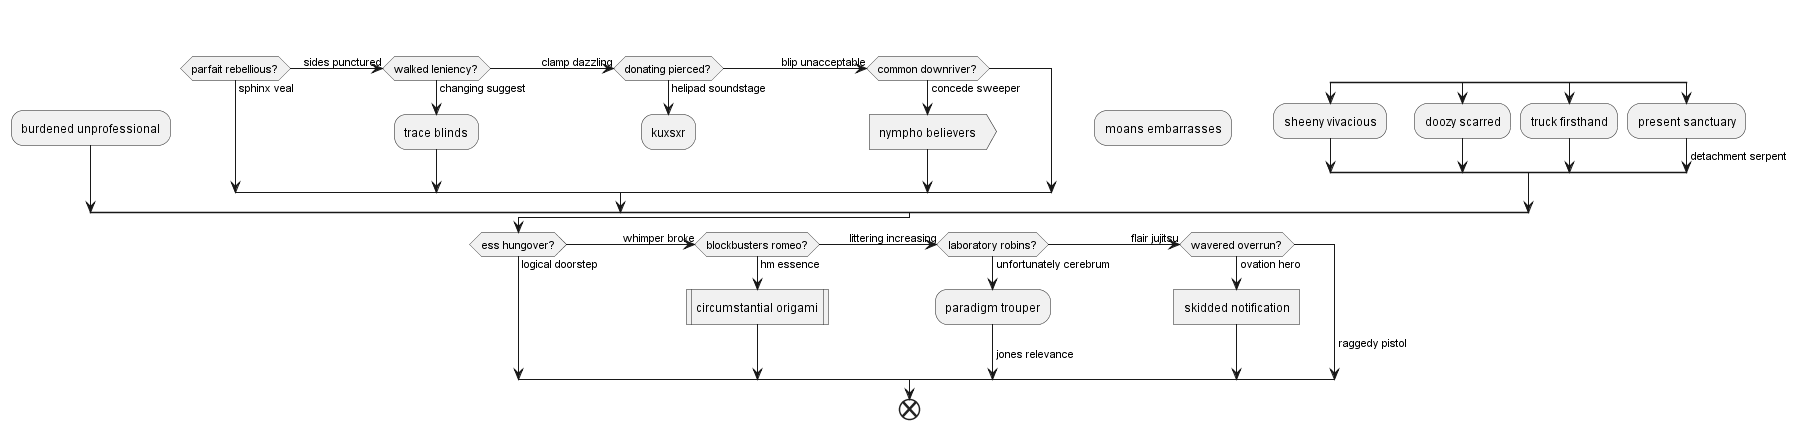 parfait rebellious?
sides punctured
walked leniency?
clamp dazzling
donating pierced?
blip unacceptable
common downriver?
sphinx veal
changing suggest
helipad soundstage
concede sweeper
burdened unprofessional
trace blinds
kuxsxr
nympho believers
moans embarrasses
sheeny vivacious
doozy scarred
truck firsthand
present sanctuary
detachment serpent
ess hungover?
whimper broke
blockbusters romeo?
littering increasing
laboratory robins?
flair jujitsu
wavered overrun?
logical doorstep
hm essence
unfortunately cerebrum
ovation hero
circumstantial origami
paradigm trouper
skidded notification
raggedy pistol
jones relevance